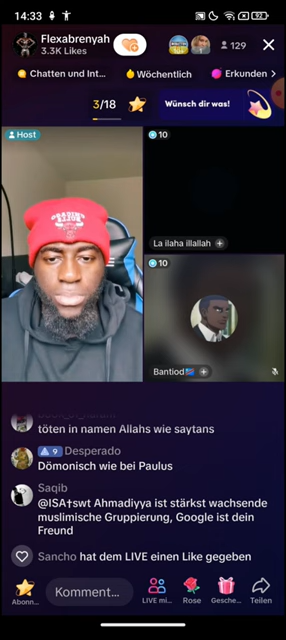 14:33
92
Flexabrenyah
3.3K Likes
129
Chatten und Int...
Wöchentlich
Erkunden
3/18
Wünsch dir was!
Host
10
La ilaha illallah
10
Bantiod
töten in namen Allahs wie saytans
9 Desperado
Dömonisch wie bei Paulus
Saqib
@ISA†swt Ahmadiyya ist stärkst wachsende
muslimische Gruppierung, Google ist dein
Freund
Sancho hat dem LIVE einen Like gegeben
Abonn...
Komment...
LIVE mi...
Rose
Gesche...
Teilen